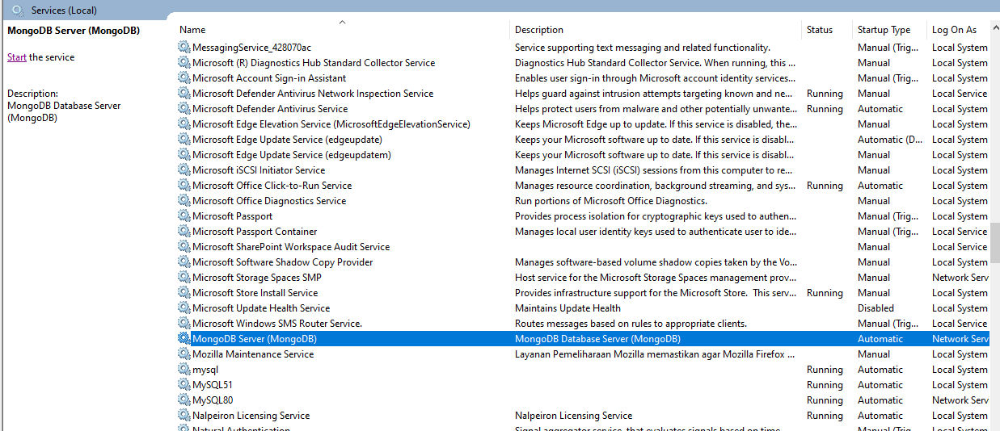 Services (Local)
MongoDB Server (MongoDB)
Start the service
Description:
MongoDB Database Server
(MongoDB)
Name Description Status Startup Type Log On As
MessagingService_428070ac Service supporting text messaging and related functionality. Manual (Trig... Local System
Microsoft (R) Diagnostics Hub Standard Collector Service Diagnostics Hub Standard Collector Service. When running, this ... Manual Local System
Microsoft Account Sign-in Assistant Enables user sign-in through Microsoft account identity services... Manual (Trig... Local System
Microsoft Defender Antivirus Network Inspection Service Helps guard against intrusion attempts targeting known and ne... Running Manual Local Service
Microsoft Defender Antivirus Service Helps protect users from malware and other potentially unwante... Running Automatic Local System
Microsoft Edge Elevation Service (MicrosoftEdgeElevationService) Keeps Microsoft Edge up to update. If this service is disabled, the... Manual Local System
Microsoft Edge Update Service (edgeupdate) Keeps your Microsoft software up to date. If this service is disabl... Automatic (D... Local System
Microsoft Edge Update Service (edgeupdatem) Keeps your Microsoft software up to date. If this service is disabl... Manual Local System
Microsoft iSCSI Initiator Service Manages Internet SCSI (iSCSI) sessions from this computer to re... Manual Local System
Microsoft Office Click-to-Run Service Manages resource coordination, background streaming, and sys... Running Automatic Local System
Microsoft Office Diagnostics Service Run portions of Microsoft Office Diagnostics. Manual Local System
Microsoft Passport Provides process isolation for cryptographic keys used to authen... Manual (Trig... Local System
Microsoft Passport Container Manages local user identity keys used to authenticate user to ide... Manual (Trig... Local Service
Microsoft SharePoint Workspace Audit Service Manual Local Service
Microsoft Software Shadow Copy Provider Manages software-based volume shadow copies taken by the Vo... Manual Local System
Microsoft Storage Spaces SMP Host service for the Microsoft Storage Spaces management prov... Manual Network Serv
Microsoft Store Install Service Provides infrastructure support for the Microsoft Store. This serv... Running Manual Local System
Microsoft Update Health Service Maintains Update Health Disabled Local System
Microsoft Windows SMS Router Service. Routes messages based on rules to appropriate clients. Manual (Trig... Local Service
MongoDB Server (MongoDB) MongoDB Database Server (MongoDB) Automatic Network Serv
Mozilla Maintenance Service Layanan Pemeliharaan Mozilla memastikan agar Mozilla Firefox ... Manual Local System
mysql Running Automatic Local System
MySQL51 Running Automatic Local System
MySQL80 Running Automatic Network Serv
Nalpeiron Licensing Service Nalpeiron Licensing Service Running Automatic Local System
Natural Authentication Signal aggregator service, that evaluates signals based on time, Manual (Trig... Local System